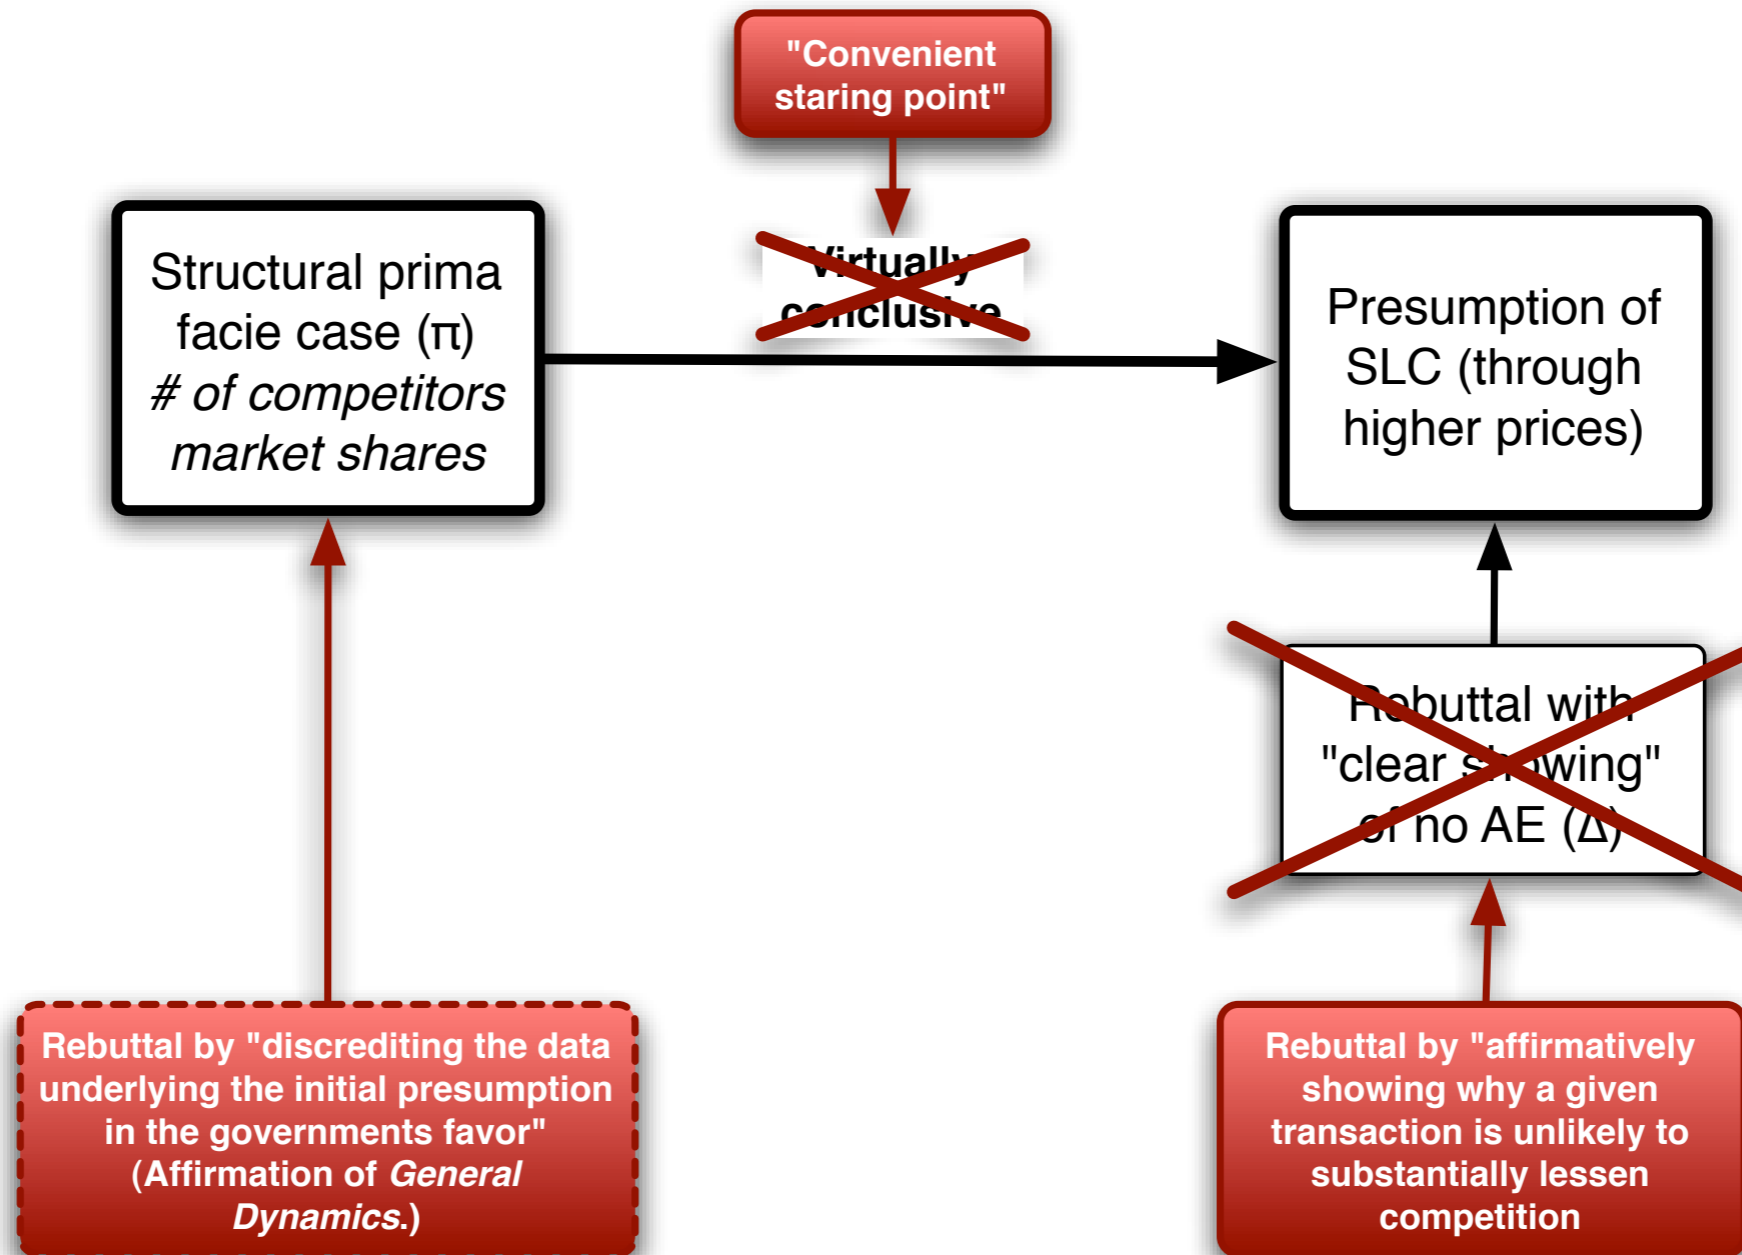 "Convenient
staring point"
Virtually
conclusive
Structural prima
facie case (π)
# of competitors
market shares
Presumption of
SLC (through
higher prices)
Rebuttal with
"clear showing"
of no AE (Δ)
Rebuttal by "discrediting the data
underlying the initial presumption
in the governments favor"
(Affirmation of General
Dynamics.)
Rebuttal by "affirmatively
showing why a given
transaction is unlikely to
substantially lessen
competition